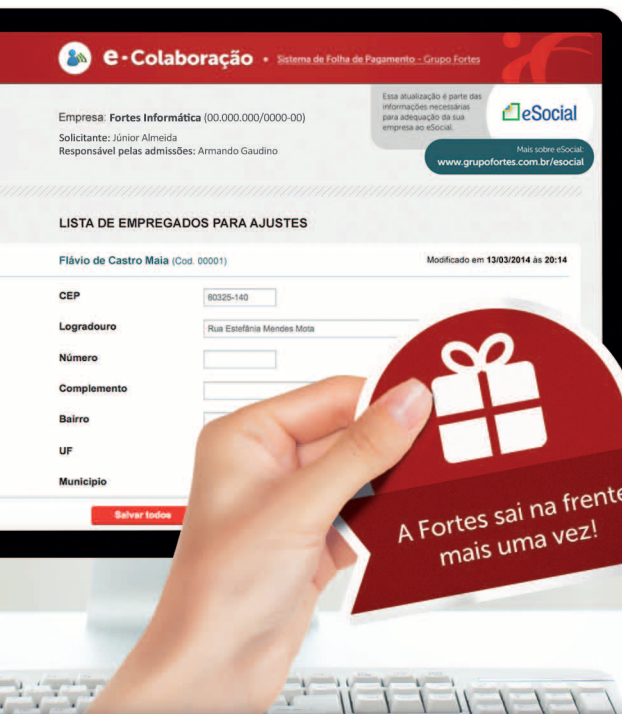 e-Colaboração • Sistema de Folha de Pagamento - Grupo Fortes
Empresa: Fortes Informática (00.000.000/0000-00)
Solicitante: Júnior Almeida
Responsável pelas admissões: Armando Gaudino
Essa atualização é parte das
informações necessárias
para adequação da sua
empresa ao eSocial.
eSocial
Mais sobre eSocial:
www.grupofortes.com.br/esocial
LISTA DE EMPREGADOS PARA AJUSTES
Flávio de Castro Maia (Cod. 00001)
Modificado em 13/03/2014 às 20:14
CEP
60325-140
Logradouro
Rua Estefânia Mendes Mota
Número
Complemento
Bairro
UF
Municipio
Salvar todos
A Fortes sai na frente
mais uma vez!